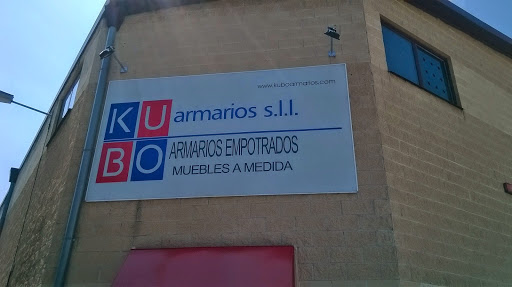 www.kuboarmarios.com
KU armarios s.l.l.
BO ARMARIOS EMPOTRADOS
MUEBLES A MEDIDA